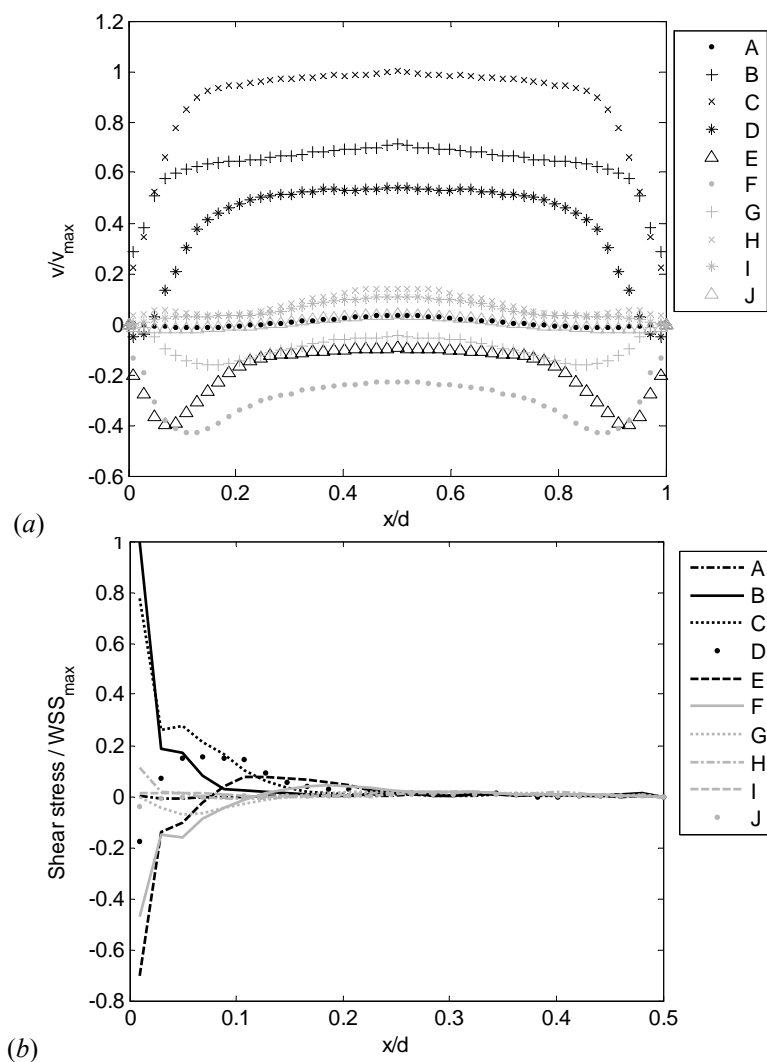 1.2
1
0.8
0.6
0.4
0.2
0
-0.2
-0.4
-0.6
v/v_max
0 0.2 0.4 0.6 0.8 1
x/d
A
B
C
D
E
F
G
H
I
J
(a)
1
0.8
0.6
0.4
0.2
0
-0.2
-0.4
-0.6
-0.8
Shear stress / WSS_max
0 0.1 0.2 0.3 0.4 0.5
x/d
A
B
C
D
E
F
G
H
I
J
(b)